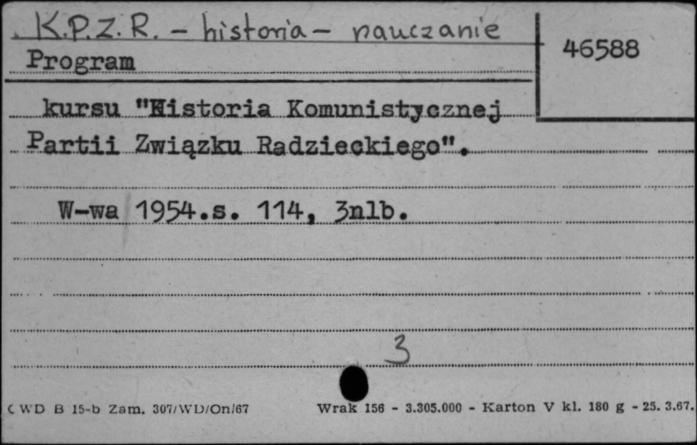 K.P.Z.R. - historia - nauczanie
46588
Program
kursu "Historia Komunistycznej
Partii Związku Radzieckiego".
W-wa 1954.s. 114, 3nlb.
3
CWD B 15-b Zam. 307/WD/On/67 Wrak 156 - 3.305.000 - Karton V kl. 180 g - 25. 3.67.